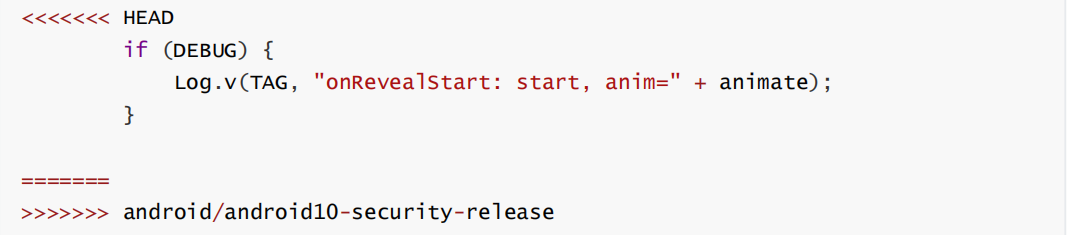 <<<<<<< HEAD
        if (DEBUG) {
            Log.v(TAG, "onRevealStart: start, anim=" + animate);
        }

=======
>>>>>>> android/android10-security-release